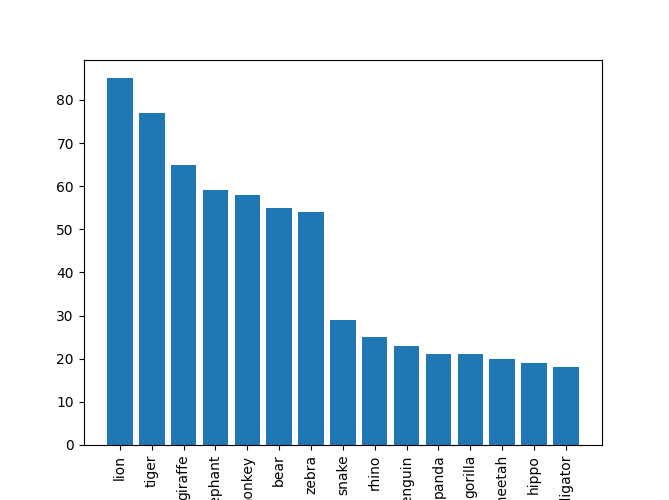 80
70
60
50
40
30
20
10
0
lion
tiger
giraffe
ephant
onkey
bear
zebra
snake
rhino
enguin
panda
gorilla
heetah
hippo
ligator